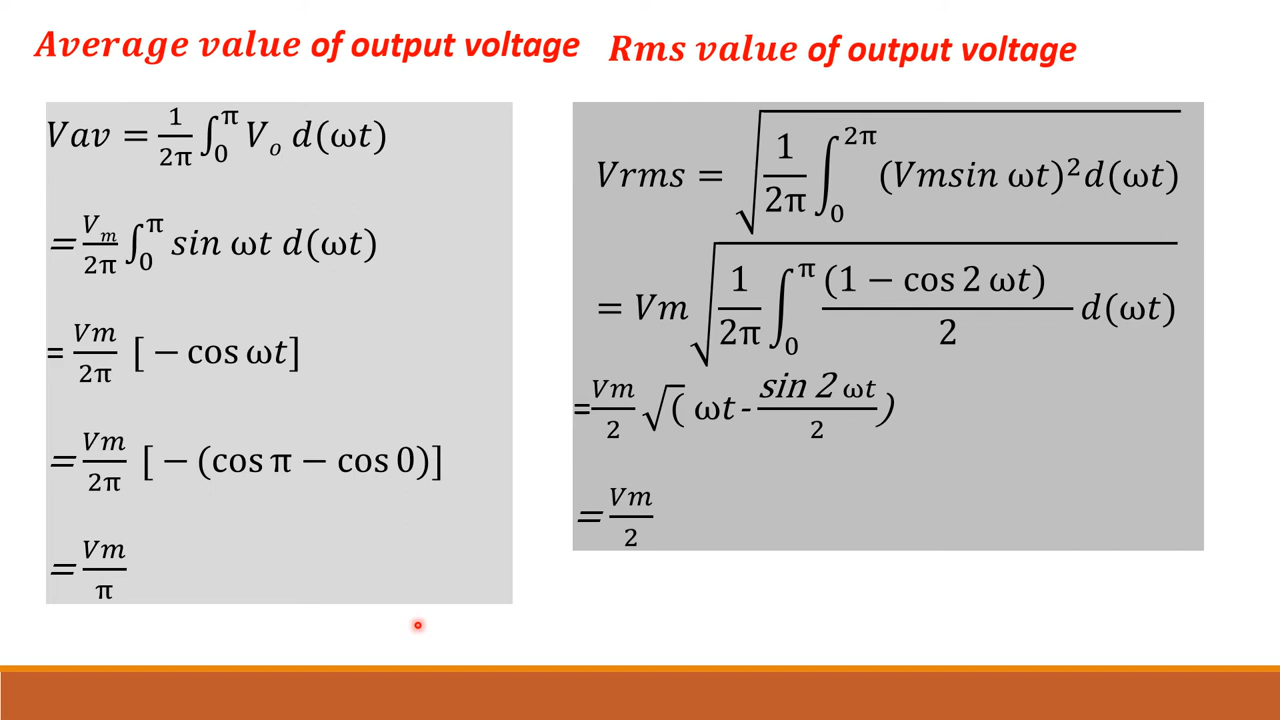 Average value of output voltage
Vav = 1/2π ∫₀^π Vₒ d(ωt)
= Vₘ/2π ∫₀^π sin ωt d(ωt)
= Vm/2π [− cos ωt]
= Vm/2π [−(cos π − cos 0)]
= Vm/π
Rms value of output voltage
Vrms = √(1/2π ∫₀^2π (Vmsin ωt)² d(ωt))
= Vm √(1/2π ∫₀^π (1 − cos 2 ωt)/2 d(ωt))
= Vm/2 √( ωt - sin 2 ωt/2 )
= Vm/2